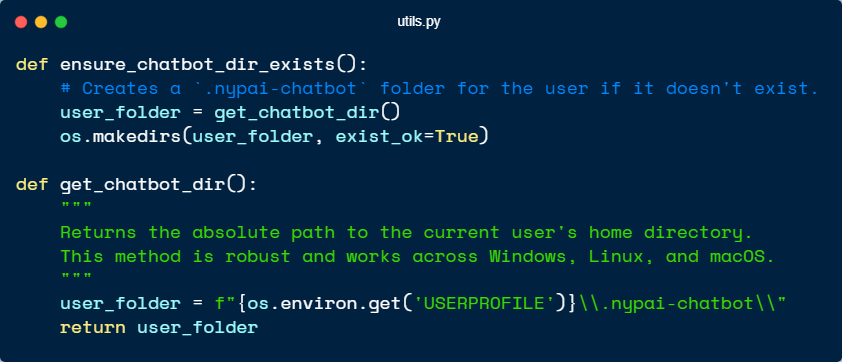 utils.py
def ensure_chatbot_dir_exists():
    # Creates a `.nypai-chatbot` folder for the user if it doesn't exist.
    user_folder = get_chatbot_dir()
    os.makedirs(user_folder, exist_ok=True)
def get_chatbot_dir():
    """
    Returns the absolute path to the current user's home directory.
    This method is robust and works across Windows, Linux, and macOS.
    """
    user_folder = f"{os.environ.get('USERPROFILE')}\\.nypai-chatbot\\"
    return user_folder